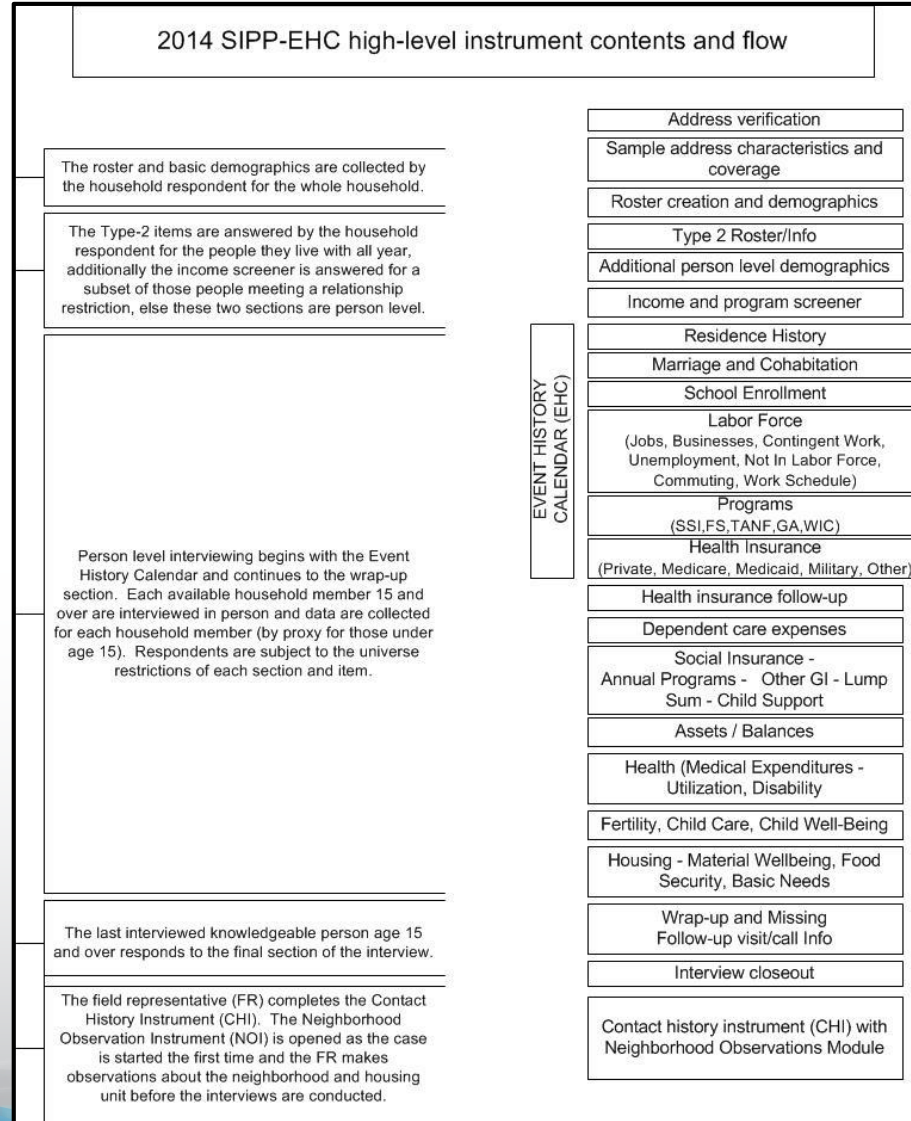 2014 SIPP-EHC high-level instrument contents and flow
The roster and basic demographics are collected by
the household respondent for the whole household.
The Type-2 items are answered by the household
respondent for the people they live with all year,
additionally the income screener is answered for a
subset of those people meeting a relationship
restriction, else these two sections are person level.
Person level interviewing begins with the Event
History Calendar and continues to the wrap-up
section. Each available household member 15 and
over are interviewed in person and data are collected
for each household member (by proxy for those under
age 15). Respondents are subject to the universe
restrictions of each section and item.
The last interviewed knowledgeable person age 15
and over responds to the final section of the interview.
The field representative (FR) completes the Contact
History Instrument (CHI). The Neighborhood
Observation Instrument (NOI) is opened as the case
is started the first time and the FR makes
observations about the neighborhood and housing
unit before the interviews are conducted.
Address verification
Sample address characteristics and
coverage
Roster creation and demographics
Type 2 Roster/Info
Additional person level demographics
Income and program screener
EVENT HISTORY
CALENDAR (EHC)
Residence History
Marriage and Cohabitation
School Enrollment
Labor Force
(Jobs, Businesses, Contingent Work,
Unemployment, Not In Labor Force,
Commuting, Work Schedule)
Programs
(SSI,FS,TANF,GA,WIC)
Health Insurance
(Private, Medicare, Medicaid, Military, Other)
Health insurance follow-up
Dependent care expenses
Social Insurance -
Annual Programs - Other GI - Lump
Sum - Child Support
Assets / Balances
Health (Medical Expenditures -
Utilization, Disability
Fertility, Child Care, Child Well-Being
Housing - Material Wellbeing, Food
Security, Basic Needs
Wrap-up and Missing
Follow-up visit/call Info
Interview closeout
Contact history instrument (CHI) with
Neighborhood Observations Module